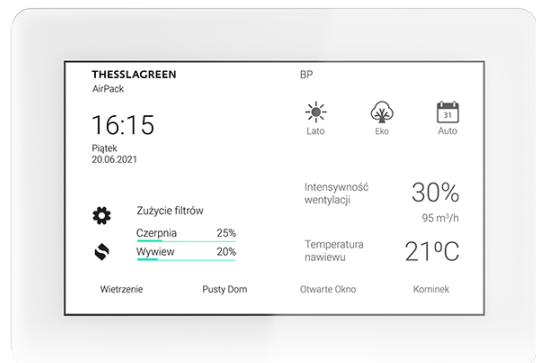 THESSLAGREEN
AirPack
BP
16:15
Piątek
20.06.2021
31
Lato
Eko
Auto
Zużycie filtrów
Czerpnia 25%
Wywiew 20%
Intensywność
wentylacji
30%
95 m³/h
Temperatura
nawiewu
21ºC
Wietrzenie
Pusty Dom
Otwarte Okno
Kominek